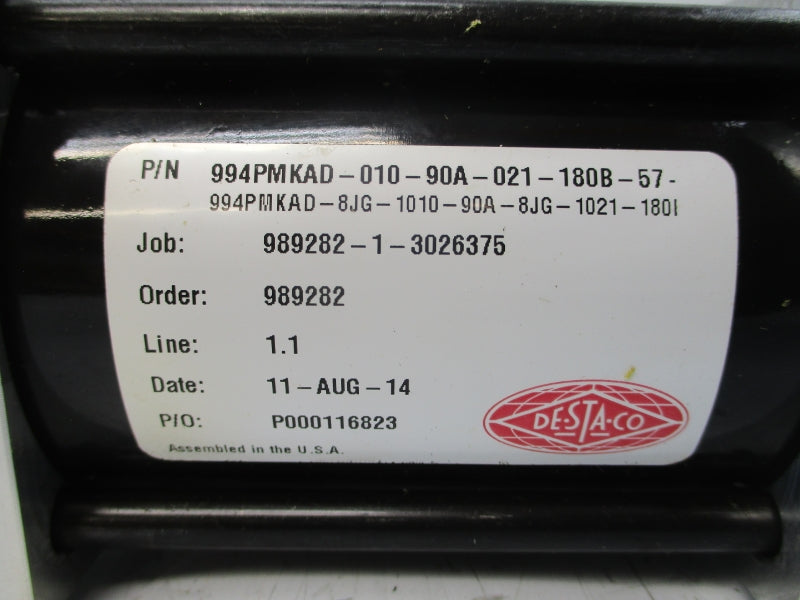 P/N 994PMKAD-010-90A-021-180B-57-
994PMKAD-8JG-1010-90A-8JG-1021-180
Job: 989282-1-3026375
Order: 989282
Line: 1.1
Date: 11-AUG-14
P/O: P000116823
Assembled in the U.S.A.
DE-STA-CO